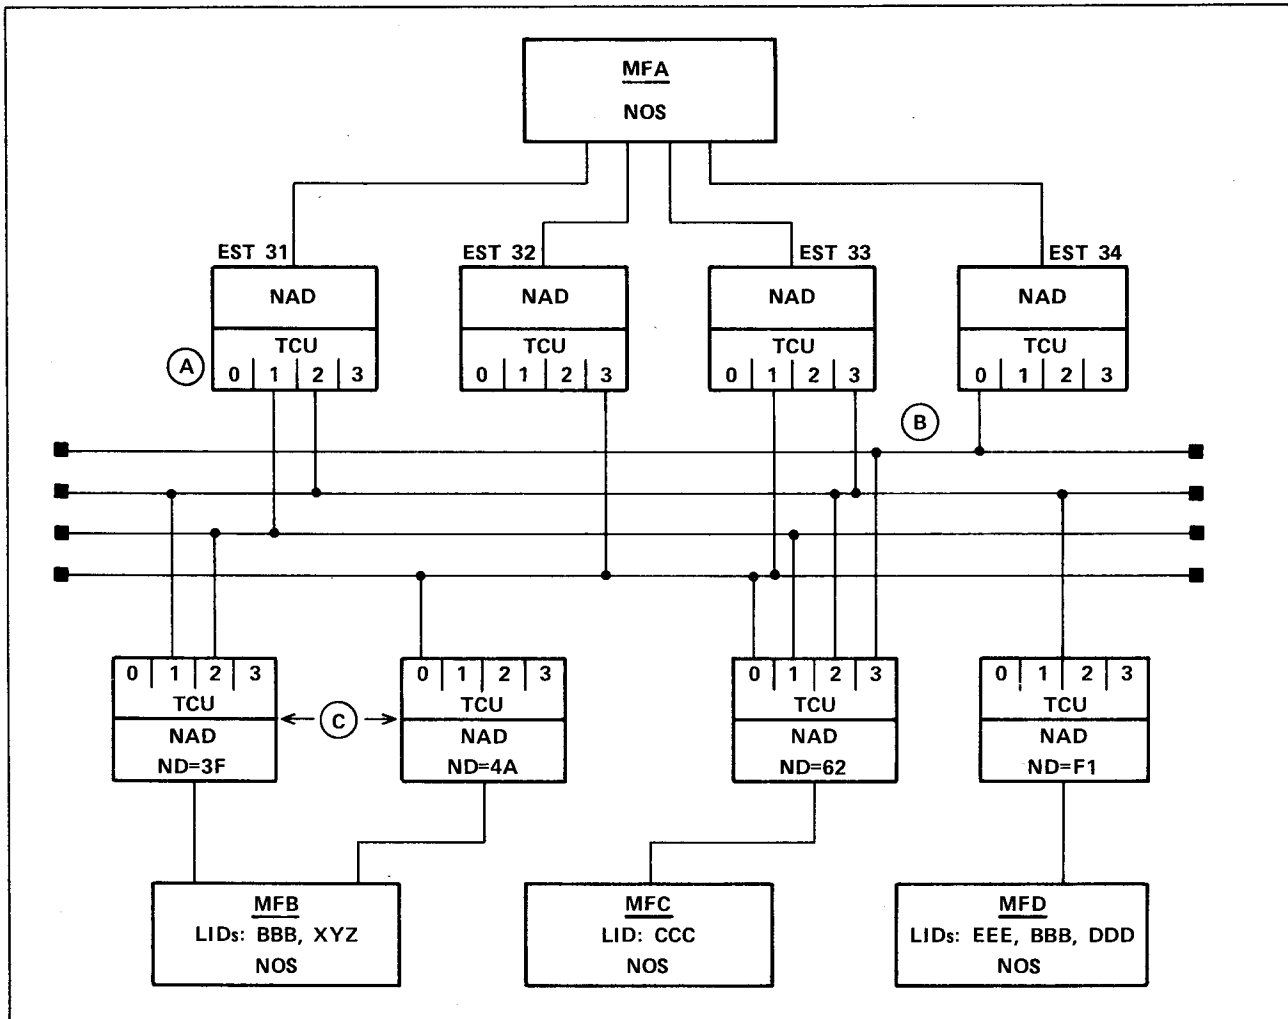 MFA
NOS
EST 31
EST 32
EST 33
EST 34
NAD
NAD
NAD
NAD
TCU
TCU
TCU
TCU
A
0 1 2 3
0 1 2 3
0 1 2 3
0 1 2 3
B
0 1 2 3
0 1 2 3
0 1 2 3
0 1 2 3
TCU
TCU
TCU
TCU
C
NAD
NAD
NAD
NAD
ND=3F
ND=4A
ND=62
ND=F1
MFB
LIDs: BBB, XYZ
NOS
MFC
LID: CCC
NOS
MFD
LIDs: EEE, BBB, DDD
NOS